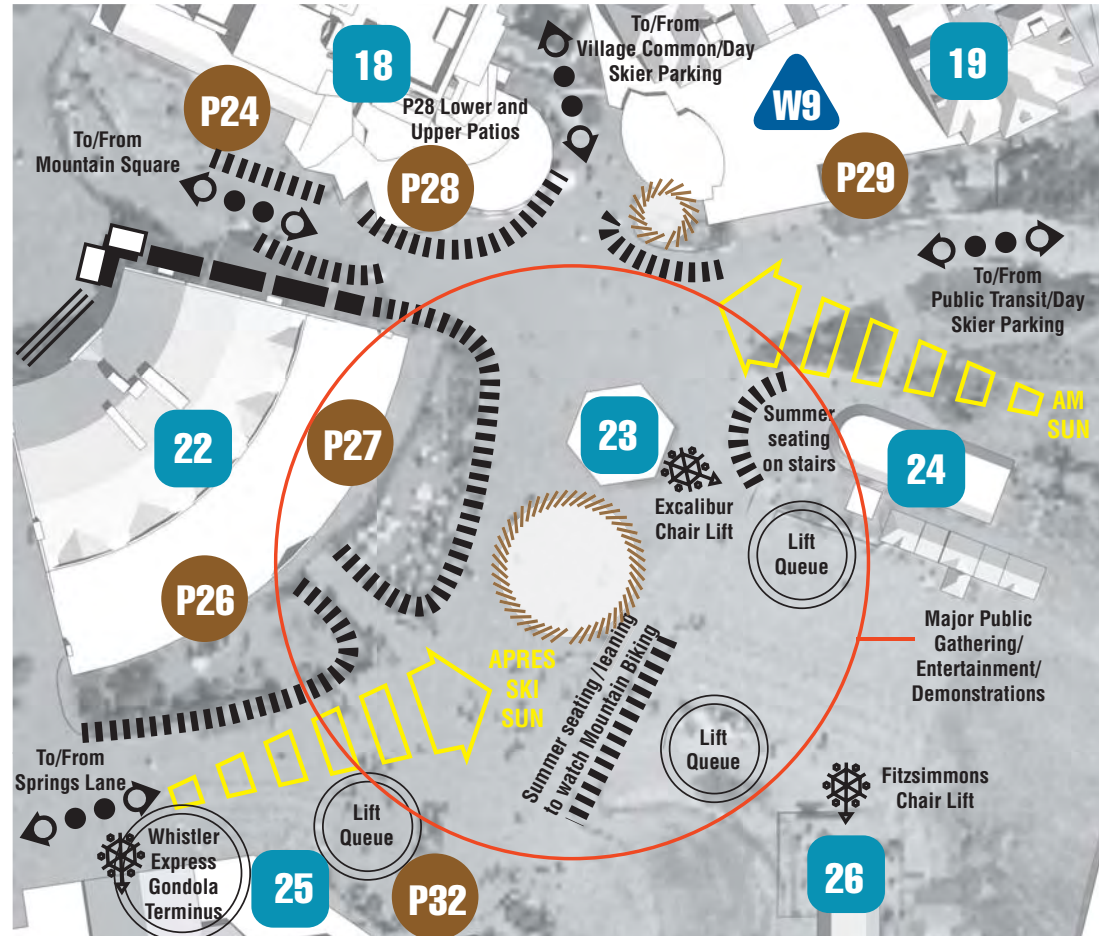 To/From
Village Common/Day
Skier Parking
18
19
P24
W9
P28 Lower and
Upper Patios
To/From
Mountain Square
P28
P29
To/From
Public Transit/Day
Skier Parking
AM
SUN
Summer
seating
on stairs
22
P27
23
24
Excalibur
Chair Lift
Lift
Queue
P26
Major Public
Gathering/
Entertainment/
Demonstrations
APRES
SKI
SUN
Summer seating /leaning
to watch Mountain Biking
Lift
Queue
To/From
Springs Lane
Fitzsimmons
Chair Lift
Lift
Queue
Whistler
Express
Gondola
Terminus
25
P32
26